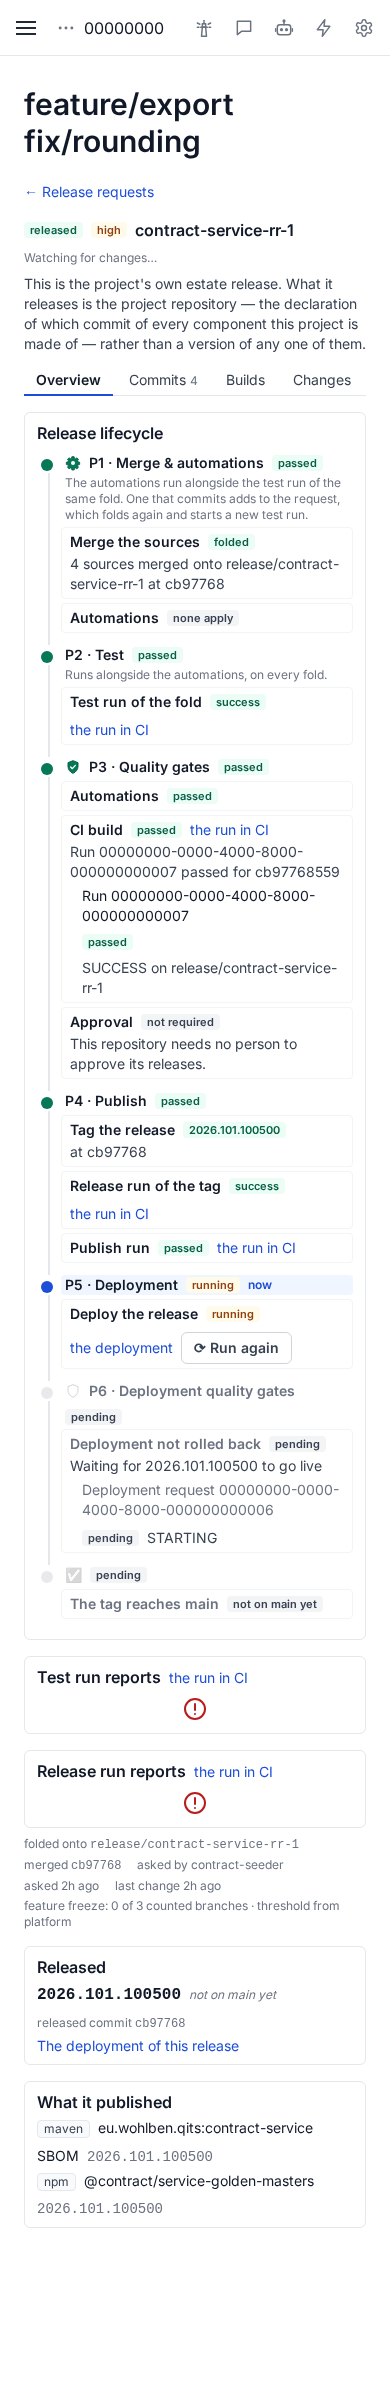 00000000
feature/export
fix/rounding
← Release requests
released high contract-service-rr-1
Watching for changes…
This is the project's own estate release. What it
releases is the project repository — the declaration
of which commit of every component this project is
made of — rather than a version of any one of them.
Overview Commits 4 Builds Changes
Release lifecycle
P1 · Merge & automations passed
The automations run alongside the test run of the
same fold. One that commits adds to the request,
which folds again and starts a new test run.
Merge the sources folded
4 sources merged onto release/contract-
service-rr-1 at cb97768
Automations none apply
P2 · Test passed
Runs alongside the automations, on every fold.
Test run of the fold success
the run in CI
P3 · Quality gates passed
Automations passed
CI build passed the run in CI
Run 00000000-0000-4000-8000-
000000000007 passed for cb97768559
Run 00000000-0000-4000-8000-
000000000007
passed
SUCCESS on release/contract-service-
rr-1
Approval not required
This repository needs no person to
approve its releases.
P4 · Publish passed
Tag the release 2026.101.100500
at cb97768
Release run of the tag success
the run in CI
Publish run passed the run in CI
P5 · Deployment running now
Deploy the release running
the deployment ⟳ Run again
P6 · Deployment quality gates
pending
Deployment not rolled back pending
Waiting for 2026.101.100500 to go live
Deployment request 00000000-0000-
4000-8000-000000000006
pending STARTING
pending
The tag reaches main not on main yet
Test run reports the run in CI
Release run reports the run in CI
folded onto release/contract-service-rr-1
merged cb97768 asked by contract-seeder
asked 2h ago last change 2h ago
feature freeze: 0 of 3 counted branches · threshold from
platform
Released
2026.101.100500 not on main yet
released commit cb97768
The deployment of this release
What it published
maven eu.wohlben.qits:contract-service
SBOM 2026.101.100500
npm @contract/service-golden-masters
2026.101.100500